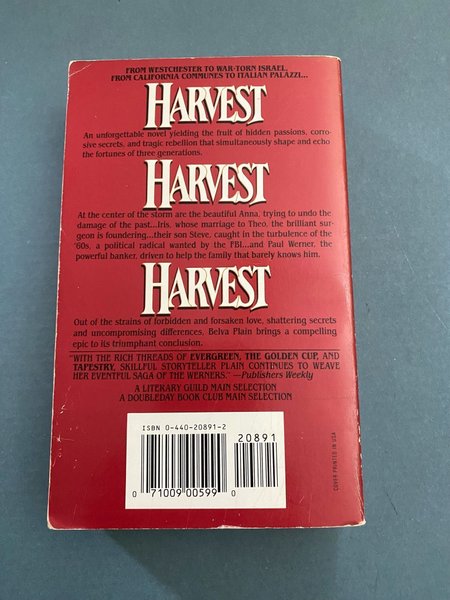 FROM WESTCHESTER TO WAR-TORN ISRAEL,
FROM CALIFORNIA COMMUNES TO ITALIAN PALAZZI...
HARVEST
An unforgettable novel yielding the fruit of hidden passions, corro-
sive secrets, and tragic rebellion that simultaneously shape and echo
the fortunes of three generations.
HARVEST
At the center of the storm are the beautiful Anna, trying to undo the
damage of the past...Iris, whose marriage to Theo, the brilliant sur-
geon is foundering...their son Steve, caught in the turbulence of the
'60s, a political radical wanted by the FBI...and Paul Werner, the
powerful banker, driven to help the family that barely knows him.
HARVEST
Out of the strains of forbidden and forsaken love, shattering secrets
and uncompromising differences, Belva Plain brings a compelling
epic to its triumphant conclusion.
"WITH THE RICH THREADS OF EVERGREEN, THE GOLDEN CUP, AND
TAPESTRY, SKILLFUL STORYTELLER PLAIN CONTINUES TO WEAVE
HER EVENTFUL SAGA OF THE WERNERS." —Publishers Weekly
A LITERARY GUILD MAIN SELECTION
A DOUBLEDAY BOOK CLUB MAIN SELECTION
ISBN 0-440-20891-2
20891
0 71009 00599 0
COVER PRINTED IN USA